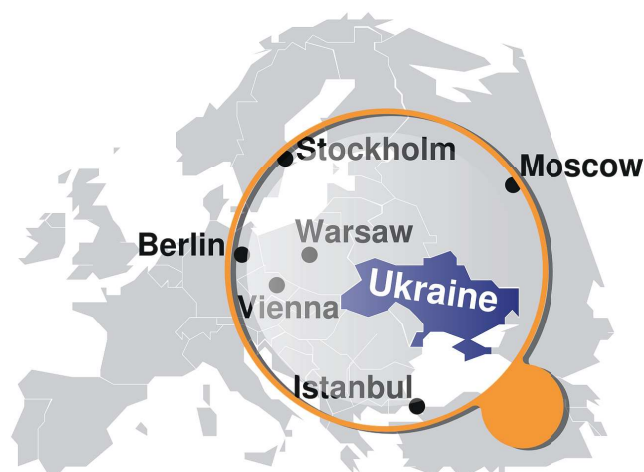 Stockholm
Moscow
Berlin
Warsaw
Ukraine
Vienna
Istanbul